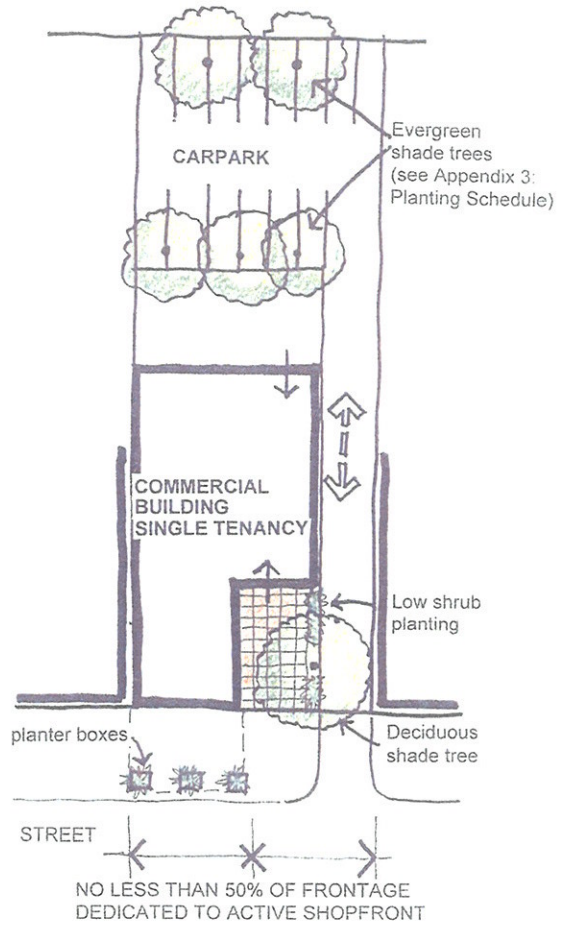 Evergreen
shade trees
(see Appendix 3:
Planting Schedule)
CARPARK
COMMERCIAL
BUILDING
SINGLE TENANCY
Low shrub
planting
planter boxes
Deciduous
shade tree
STREET
NO LESS THAN 50% OF FRONTAGE
DEDICATED TO ACTIVE SHOPFRONT